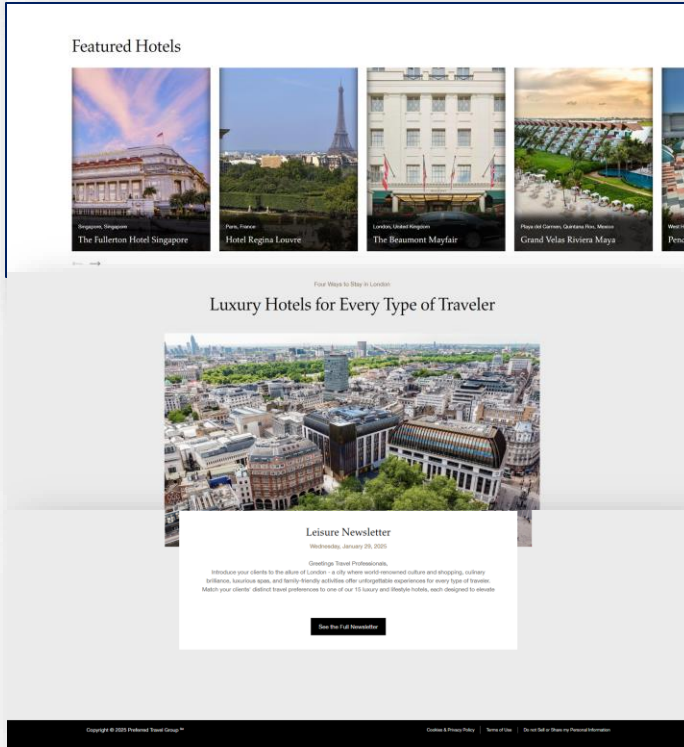 Featured Hotels
Singapore, Singapore
The Fullerton Hotel Singapore
Paris, France
Hotel Regina Louvre
London, United Kingdom
The Beaumont Mayfair
Playa del Carmen, Quintana Roo, Mexico
Grand Velas Riviera Maya
West H
Pend
Four Ways to Stay in London
Luxury Hotels for Every Type of Traveler
Leisure Newsletter
Wednesday, January 29, 2025
Greetings Travel Professionals,
Introduce your clients to the allure of London - a city where world-renowned culture and shopping, culinary
brilliance, luxurious spas, and family-friendly activities offer unforgettable experiences for every type of traveler.
Match your clients' distinct travel preferences to one of our 15 luxury and lifestyle hotels, each designed to elevate
See the Full Newsletter
Copyright © 2025 Preferred Travel Group ℠
Cookies & Privacy Policy
Terms of Use
Do not Sell or Share my Personal Information